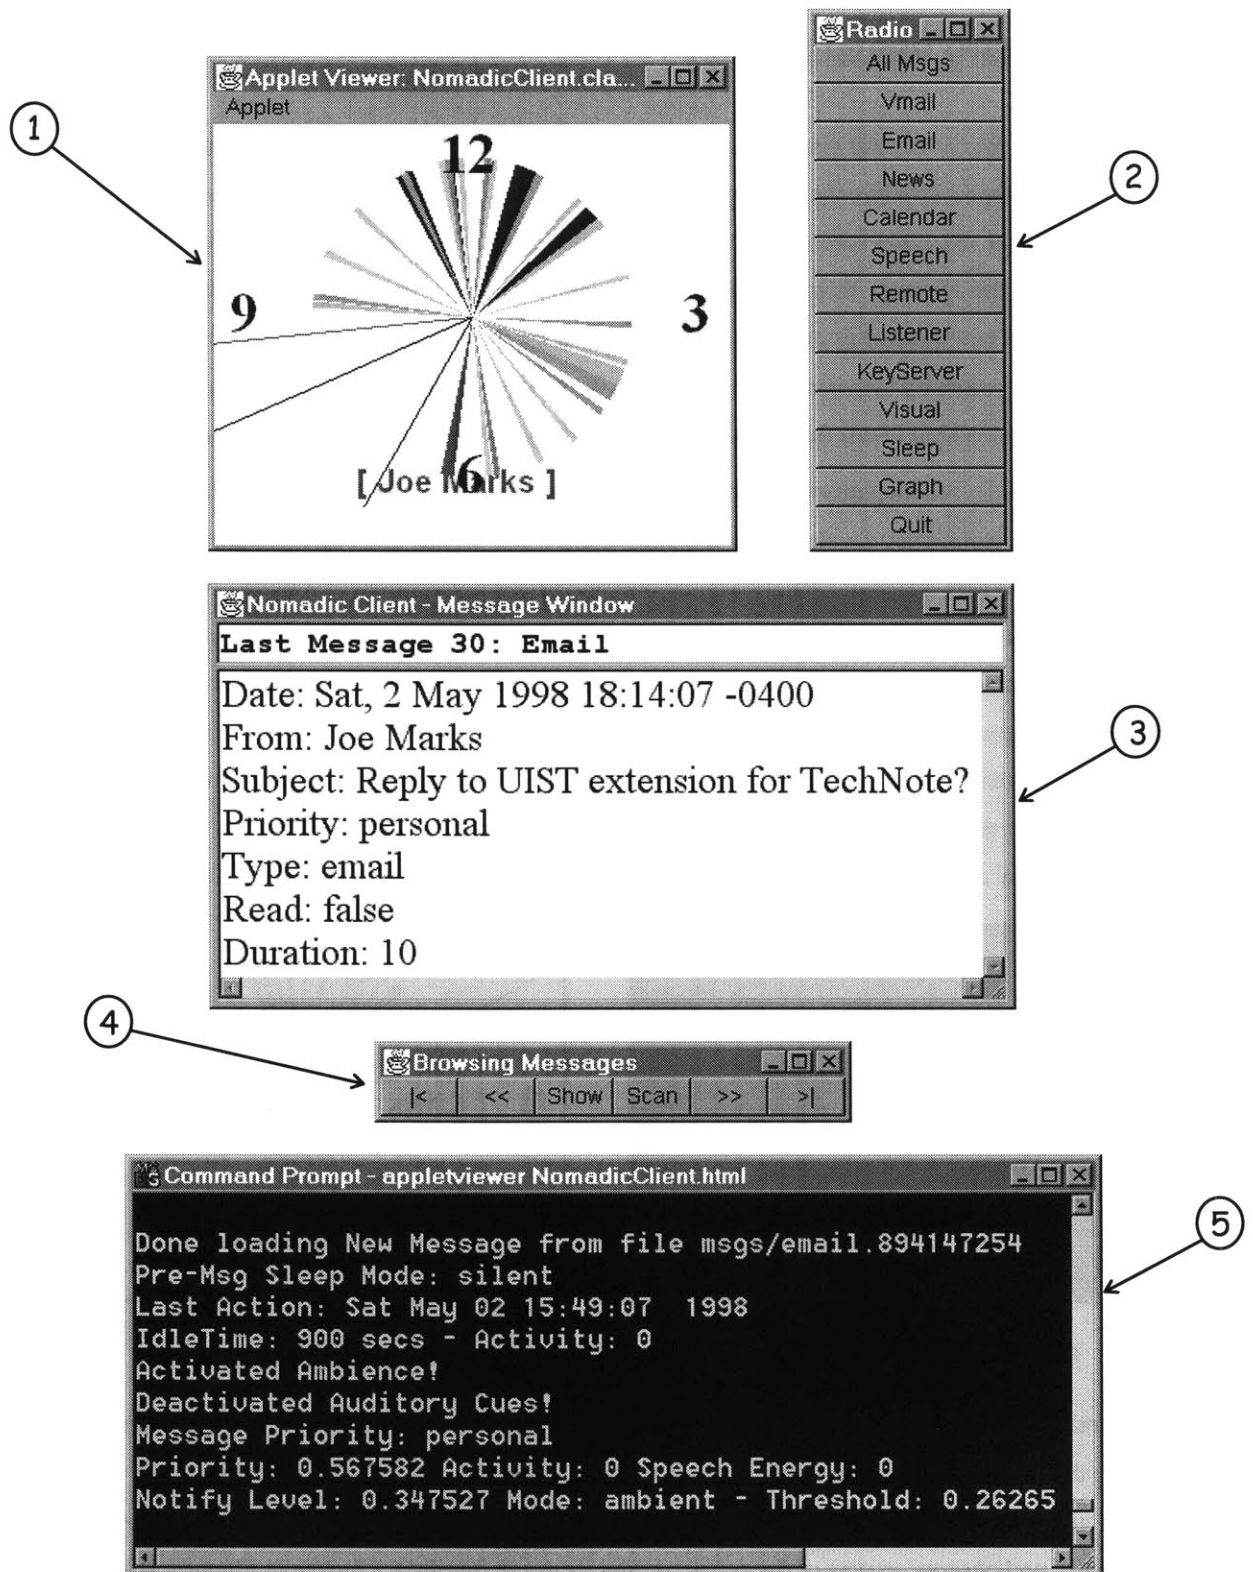 1
Applet Viewer: NomadicClient.cla...
Applet
12
9
3
6
[ Joe Marks ]
Radio
All Msgs
Vmail
Email
News
Calendar
Speech
Remote
Listener
KeyServer
Visual
Sleep
Graph
Quit
2
Nomadic Client - Message Window
Last Message 30: Email
Date: Sat, 2 May 1998 18:14:07 -0400
From: Joe Marks
Subject: Reply to UIST extension for TechNote?
Priority: personal
Type: email
Read: false
Duration: 10
3
4
Browsing Messages
|< << Show Scan >> >|
Command Prompt - appletviewer NomadicClient.html
Done loading New Message from file msgs/email.894147254
Pre-Msg Sleep Mode: silent
Last Action: Sat May 02 15:49:07  1998
IdleTime: 900 secs - Activity: 0
Activated Ambience!
Deactivated Auditory Cues!
Message Priority: personal
Priority: 0.567582 Activity: 0 Speech Energy: 0
Notify Level: 0.347527 Mode: ambient - Threshold: 0.26265
5